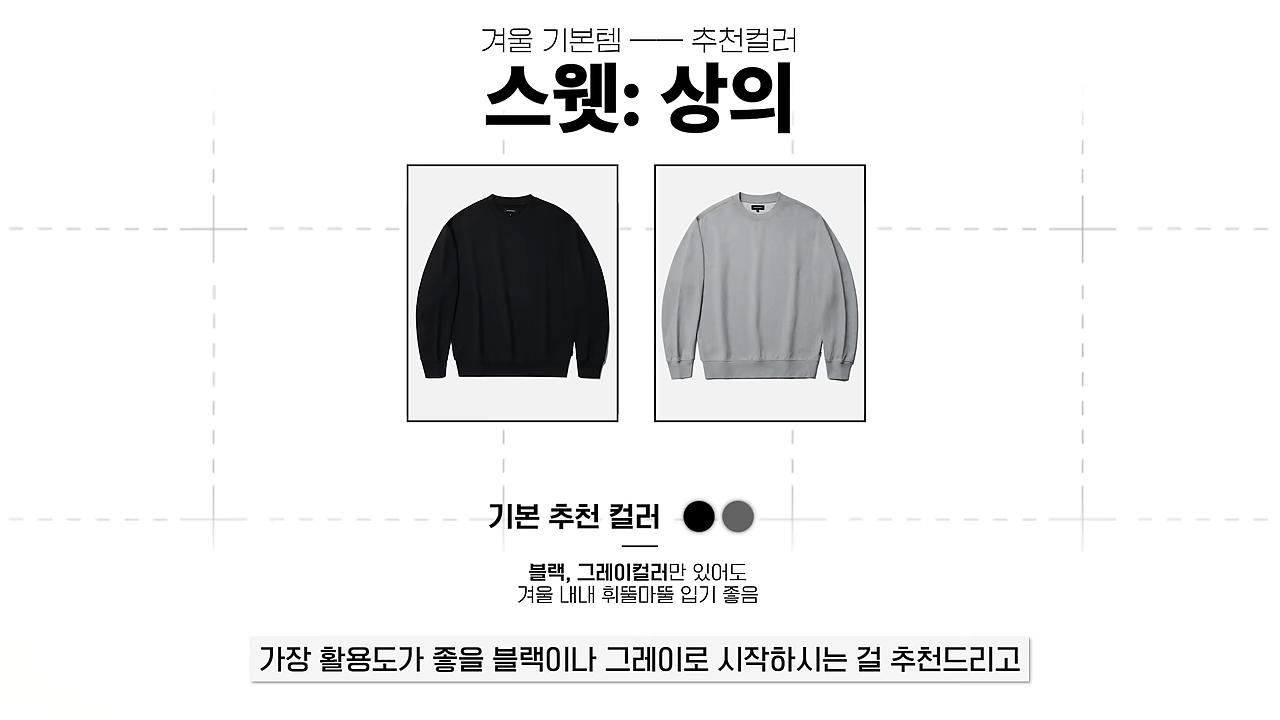 겨울 기본템 —— 추천컬러
스웻: 상의
기본 추천 컬러
블랙, 그레이컬러만 있어도
겨울 내내 휘뚤마뚤 입기 좋음
가장 활용도가 좋을 블랙이나 그레이로 시작하시는 걸 추천드리고